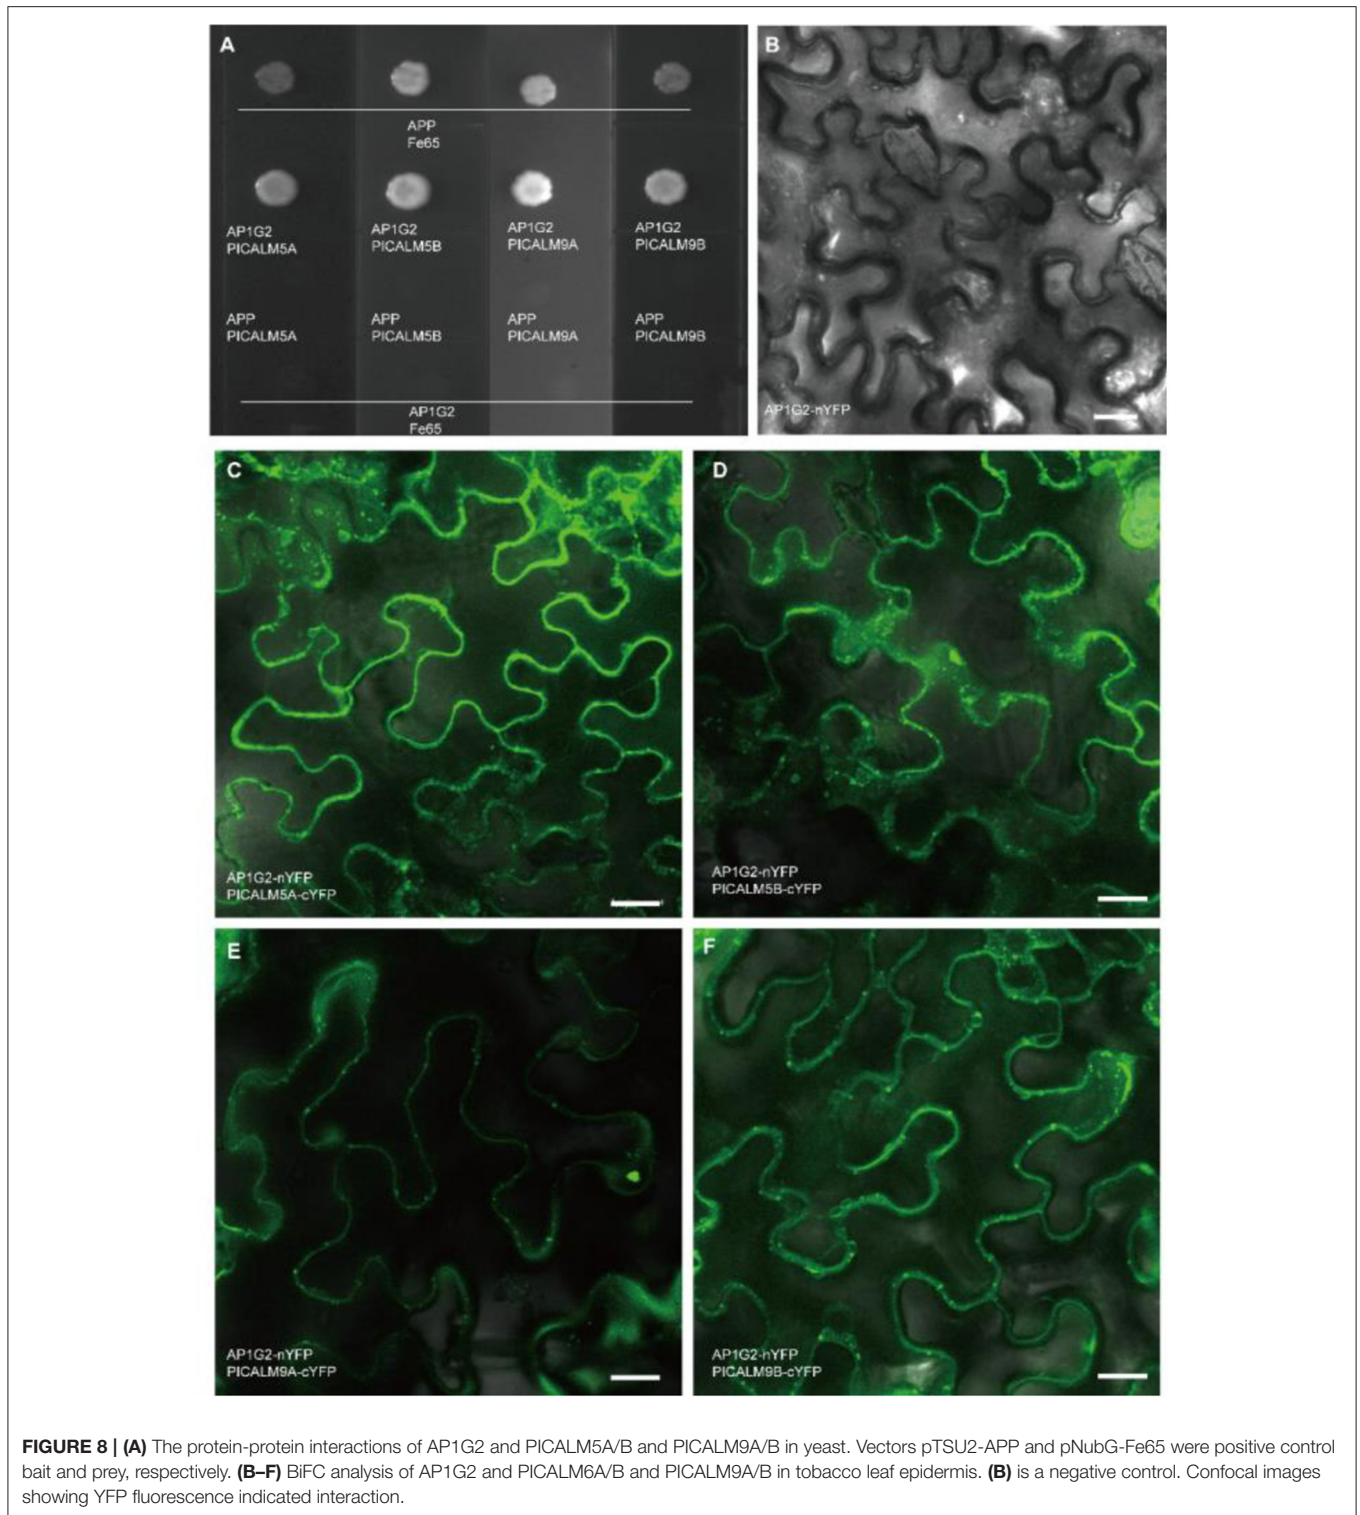 A
B
APP
Fe65
AP1G2
PICALM5A
AP1G2
PICALM5B
AP1G2
PICALM9A
AP1G2
PICALM9B
APP
PICALM5A
APP
PICALM5B
APP
PICALM9A
APP
PICALM9B
AP1G2
Fe65
AP1G2-nYFP
C
D
AP1G2-nYFP
PICALM5A-cYFP
AP1G2-nYFP
PICALM5B-cYFP
E
F
AP1G2-nYFP
PICALM9A-cYFP
AP1G2-nYFP
PICALM9B-cYFP
FIGURE 8 | (A) The protein-protein interactions of AP1G2 and PICALM5A/B and PICALM9A/B in yeast. Vectors pTSU2-APP and pNubG-Fe65 were positive control
bait and prey, respectively. (B–F) BiFC analysis of AP1G2 and PICALM6A/B and PICALM9A/B in tobacco leaf epidermis. (B) is a negative control. Confocal images
showing YFP fluorescence indicated interaction.